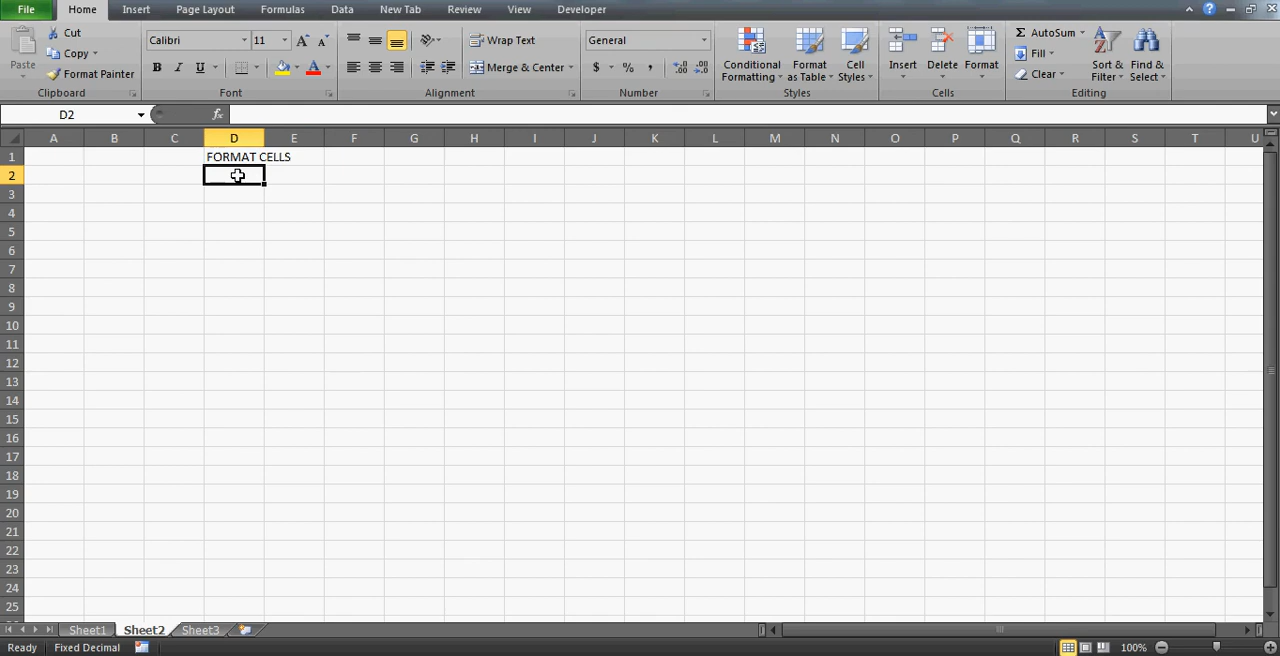 File Home Insert Page Layout Formulas Data New Tab Review View Developer
Paste Cut Copy Format Painter Clipboard
Calibri 11 B I U A Font
Wrap Text Merge & Center Alignment
General $ % , .00 .0 Number
Conditional Formatting Format as Table Cell Styles Styles
Insert Delete Format Cells
Σ AutoSum Fill Clear Sort & Filter Find & Select Editing
D2 fx
A B C D E F G H I J K L M N O P Q R S T U
1 FORMAT CELLS
2
3
4
5
6
7
8
9
10
11
12
13
14
15
16
17
18
19
20
21
22
23
24
25
Sheet1 Sheet2 Sheet3
Ready Fixed Decimal 100%